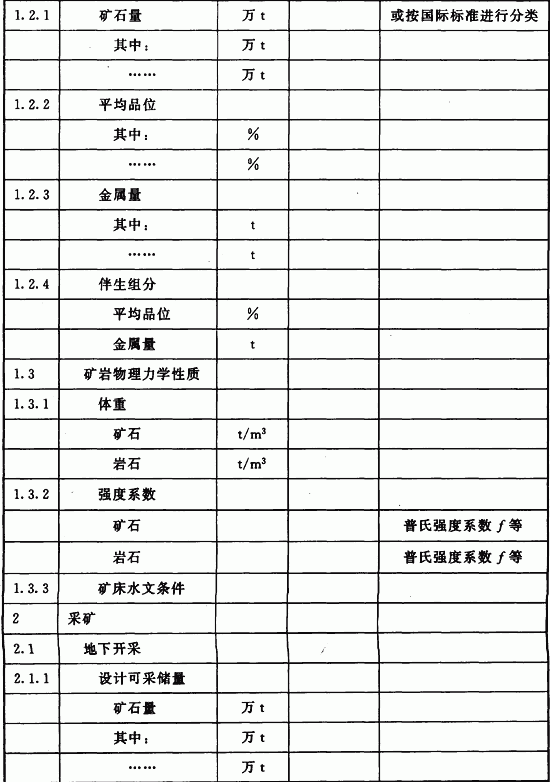 1.2.1 矿石量 万 t 或按国际标准进行分类
其中: 万 t
…… 万 t
1.2.2 平均品位
其中: %
…… %
1.2.3 金属量
其中: t
…… t
1.2.4 伴生组分
平均品位 %
金属量 t
1.3 矿岩物理力学性质
1.3.1 体重
矿石 t/m³
岩石 t/m³
1.3.2 强度系数
矿石 普氏强度系数 f 等
岩石 普氏强度系数 f 等
1.3.3 矿床水文条件
2 采矿
2.1 地下开采
2.1.1 设计可采储量
矿石量 万 t
其中: 万 t
…… 万 t